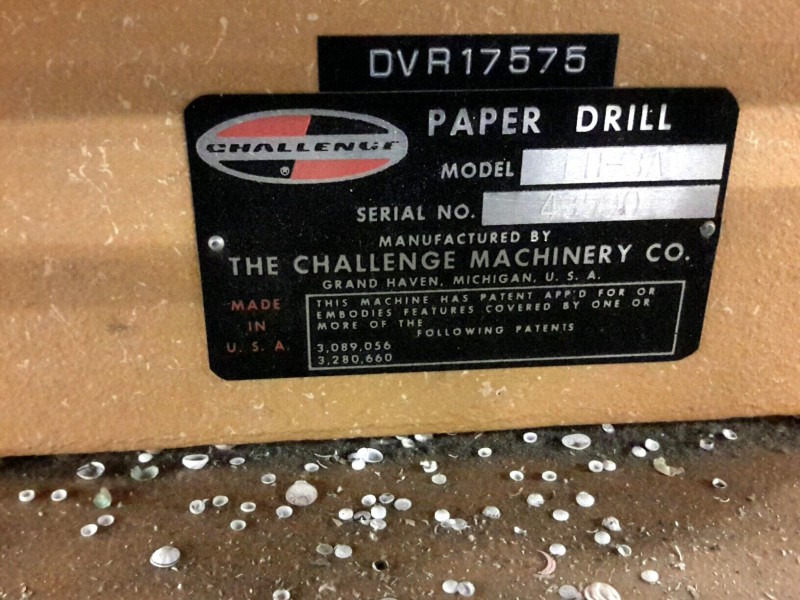 DVR17575
CHALLENGE
®
PAPER DRILL
MODEL
SERIAL NO.
MANUFACTURED BY
THE CHALLENGE MACHINERY CO.
GRAND HAVEN, MICHIGAN, U. S. A.
MADE
IN
U. S. A.
THIS MACHINE HAS PATENT APP'D FOR OR
EMBODIES FEATURES COVERED BY ONE OR
MORE OF THE
FOLLOWING PATENTS
3,089,056
3,280,660